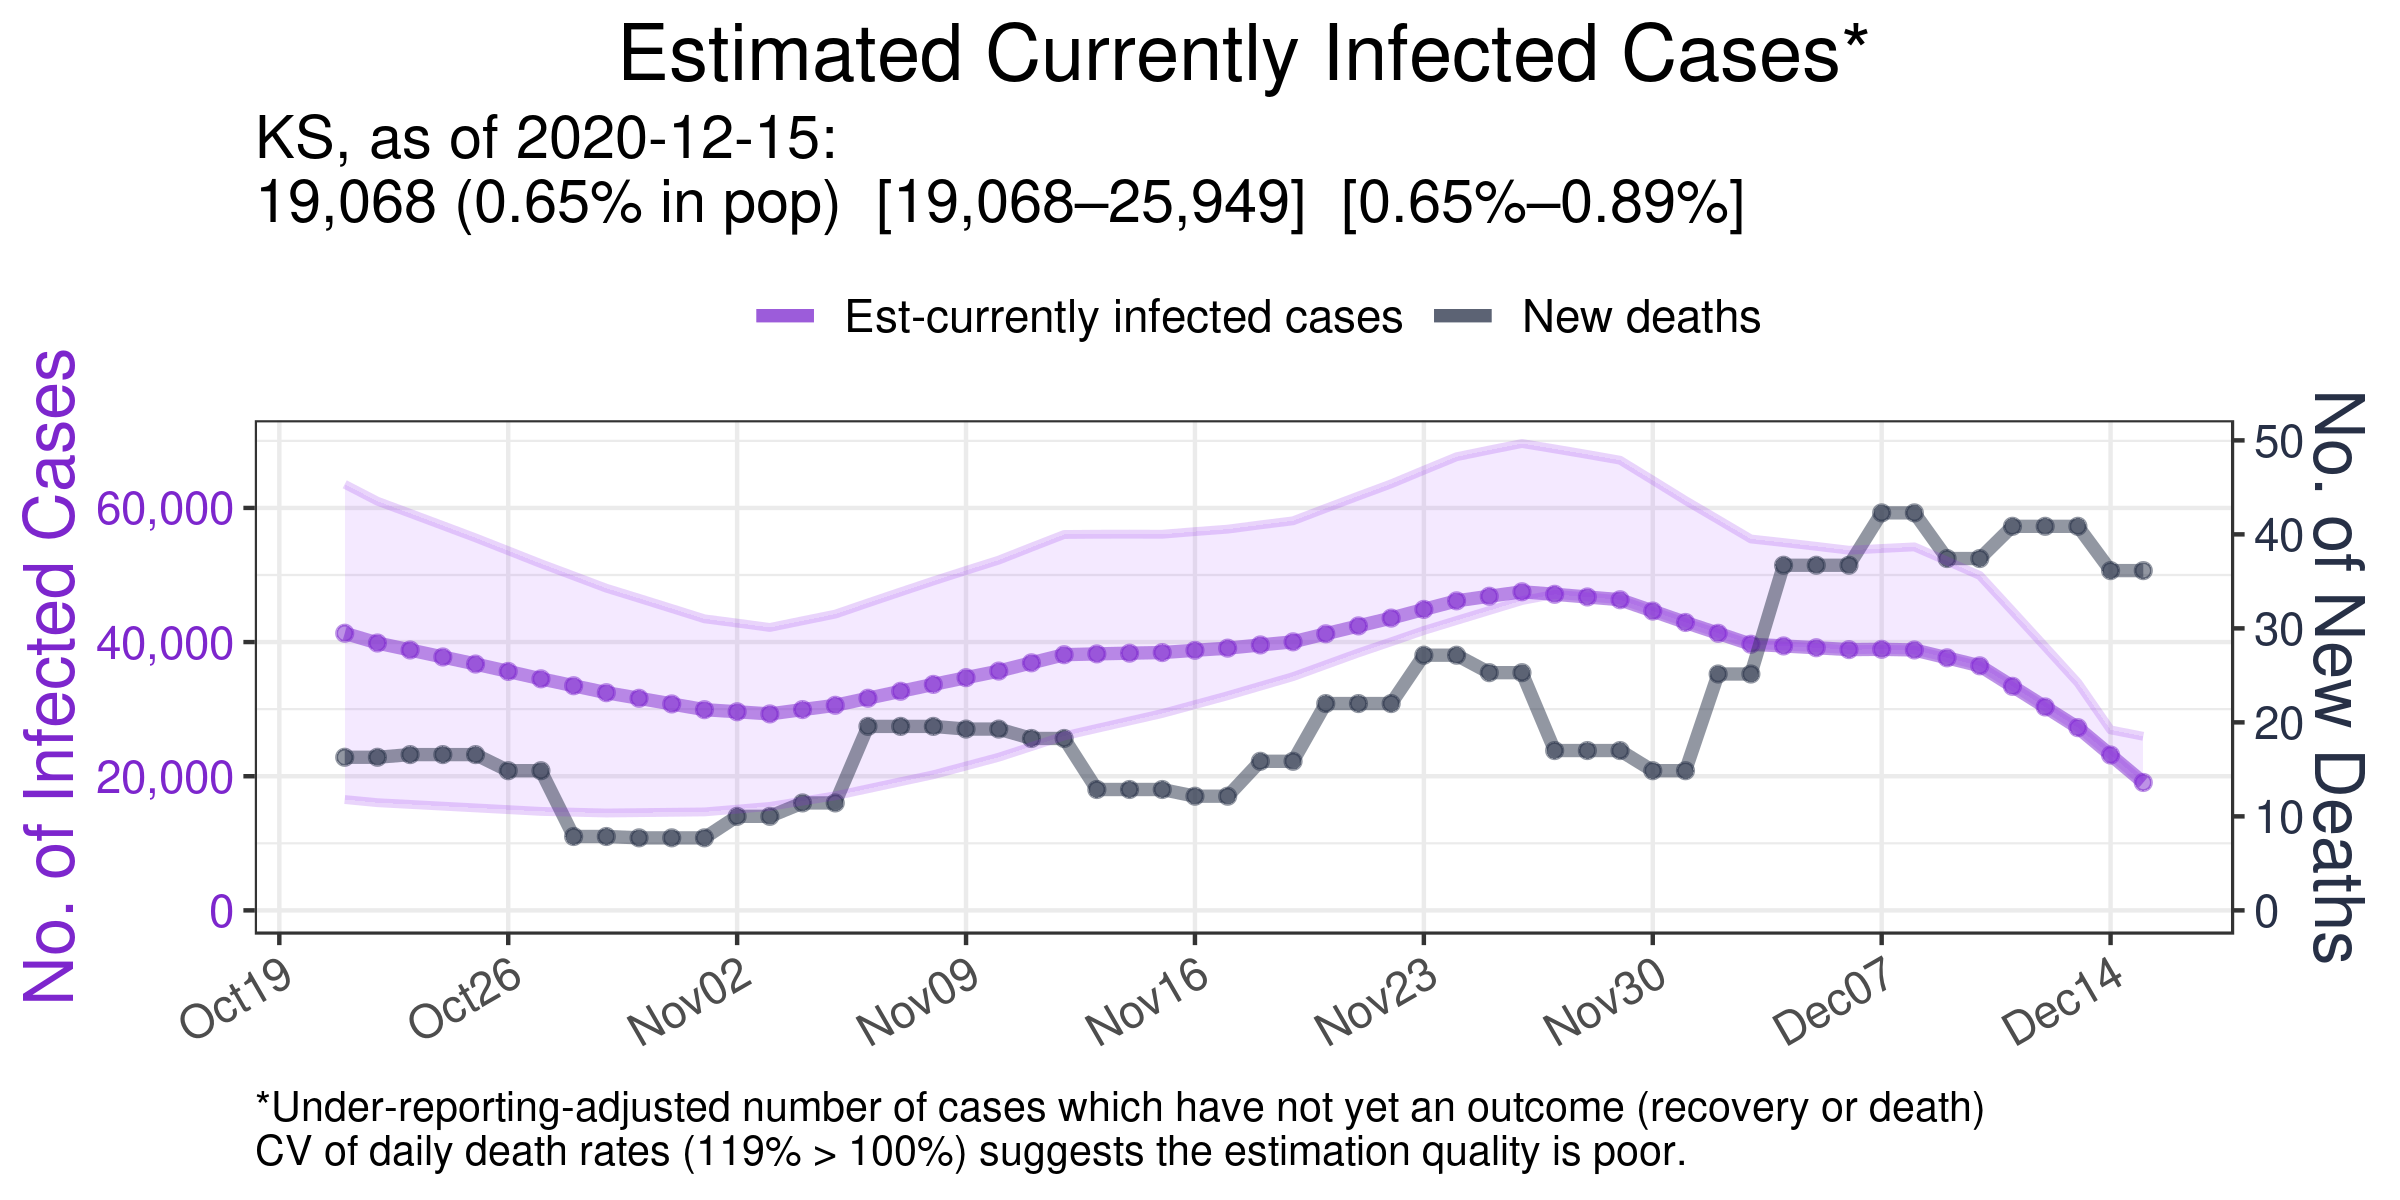 Estimated Currently Infected Cases*
KS, as of 2020-12-15:
19,068 (0.65% in pop)  [19,068–25,949]  [0.65%–0.89%]
Est-currently infected cases
New deaths
No. of Infected Cases
60,000
40,000
20,000
0
50
40
30
20
10
0
No. of New Deaths
Oct19
Oct26
Nov02
Nov09
Nov16
Nov23
Nov30
Dec07
Dec14
*Under-reporting-adjusted number of cases which have not yet an outcome (recovery or death)
CV of daily death rates (119% > 100%) suggests the estimation quality is poor.